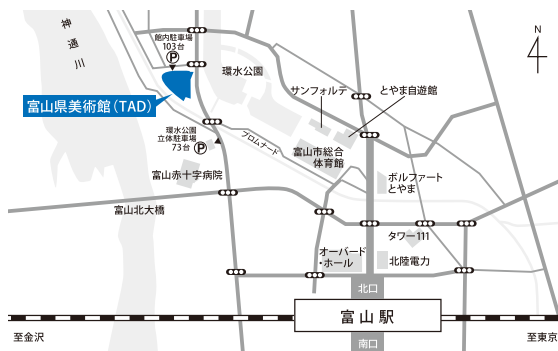 神通川
館内駐車場
103台
P
環水公園
サンフォルテ
とやま自遊館
N
4
富山県美術館(TAD)
環水公園
立体駐車場
73台
P
プロムナード
富山市総合
体育館
富山赤十字病院
ボルファート
とやま
富山北大橋
タワー111
オーバード
・ホール
北陸電力
北口
富山駅
至金沢
至東京
南口